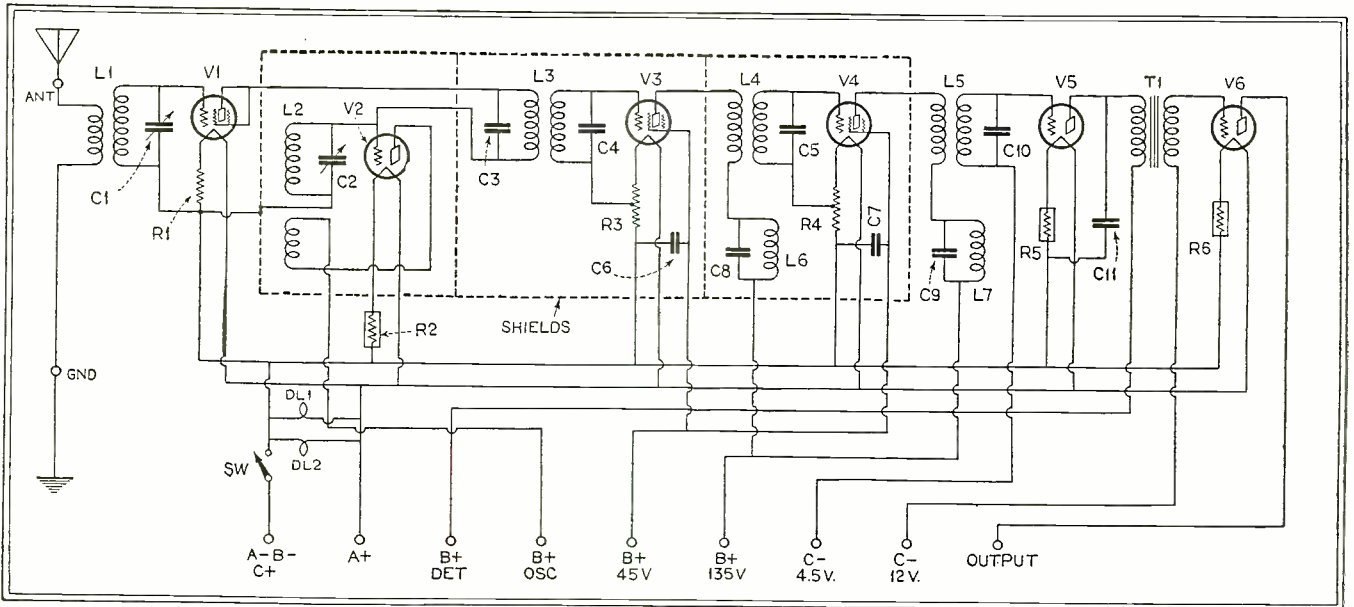 ANT
L1
V1
L2
V2
L3
V3
L4
V4
L5
V5
T1
V6
C1
R1
C2
C3
C4
R3
C6
C5
R4
C7
C8
L6
C10
C9
L7
R5
C11
R6
R2
SHIELDS
GND
DL1
DL2
SW
A-B-
C+
A+
B+
DET
B+
OSC
B+
45V
B+
135V
C-
4.5V.
C-
12V.
OUTPUT